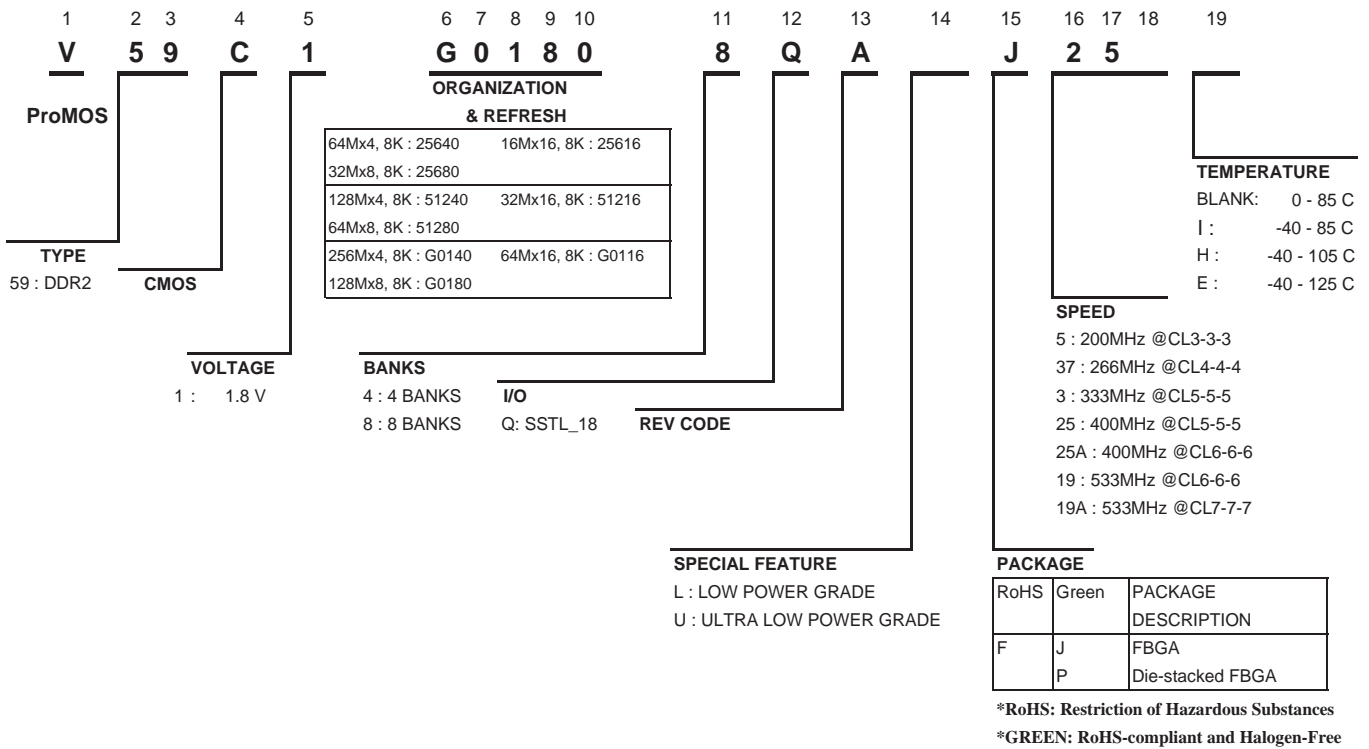 1 2 3 4 5 6 7 8 9 10 11 12 13 14 15 16 17 18 19
V 5 9 C 1 G 0 1 8 0 8 Q A J 2 5
ORGANIZATION
& REFRESH
ProMOS
64Mx4, 8K : 25640 16Mx16, 8K : 25616
32Mx8, 8K : 25680
128Mx4, 8K : 51240 32Mx16, 8K : 51216
64Mx8, 8K : 51280
256Mx4, 8K : G0140 64Mx16, 8K : G0116
128Mx8, 8K : G0180
TEMPERATURE
BLANK: 0 - 85 C
I : -40 - 85 C
H : -40 - 105 C
E : -40 - 125 C
TYPE
59 : DDR2
CMOS
VOLTAGE
1 : 1.8 V
BANKS
4 : 4 BANKS
8 : 8 BANKS
I/O
Q: SSTL_18
REV CODE
SPEED
5 : 200MHz @CL3-3-3
37 : 266MHz @CL4-4-4
3 : 333MHz @CL5-5-5
25 : 400MHz @CL5-5-5
25A : 400MHz @CL6-6-6
19 : 533MHz @CL6-6-6
19A : 533MHz @CL7-7-7
SPECIAL FEATURE
L : LOW POWER GRADE
U : ULTRA LOW POWER GRADE
PACKAGE
RoHS Green PACKAGE
DESCRIPTION
F J FBGA
P Die-stacked FBGA
*RoHS: Restriction of Hazardous Substances
*GREEN: RoHS-compliant and Halogen-Free